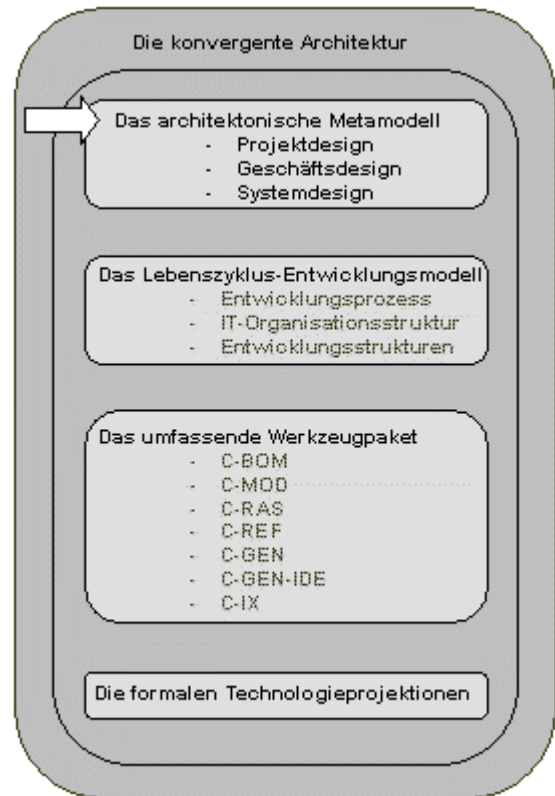 Die konvergente Architektur
Das architektonische Metamodell
- Projektdesign
- Geschäftsdesign
- Systemdesign
Das Lebenszyklus-Entwicklungsmodell
- Entwicklungsprozess
- IT-Organisationsstruktur
- Entwicklungsstrukturen
Das umfassende Werkzeugpaket
- C-BOM
- C-MOD
- C-RAS
- C-REF
- C-GEN
- C-GEN-IDE
- C-IX
Die formalen Technologieprojektionen